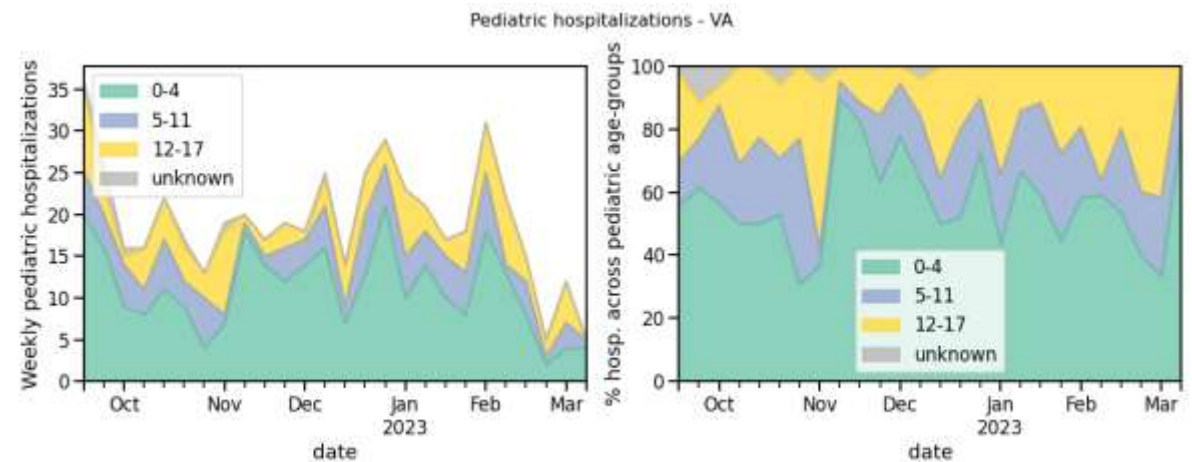 Pediatric hospitalizations - VA
Weekly pediatric hospitalizations
35
30
25
20
15
10
5
0
0-4
5-11
12-17
unknown
Oct
Nov
Dec
Jan
2023
Feb
Mar
date
% hosp. across pediatric age-groups
100
80
60
40
20
0
0-4
5-11
12-17
unknown
Oct
Nov
Dec
Jan
2023
Feb
Mar
date